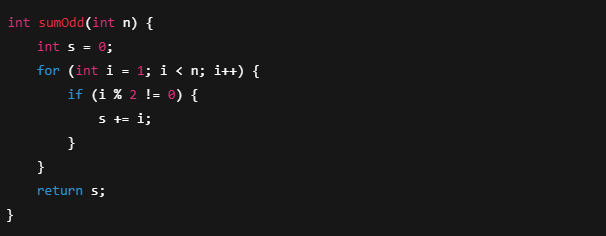 int sumOdd(int n) {
    int s = 0;
    for (int i = 1; i < n; i++) {
        if (i % 2 != 0) {
            s += i;
        }
    }
    return s;
}